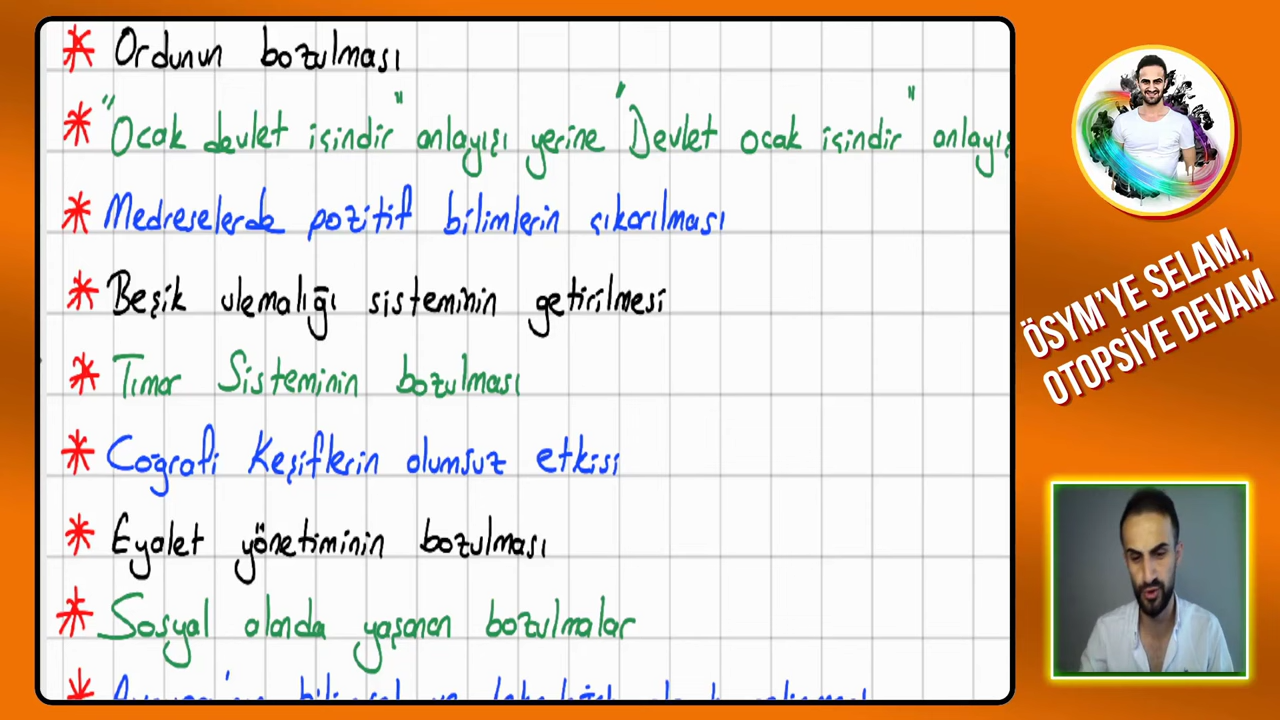 * Ordunun bozulması
* "Ocak devlet içindir" anlayışı yerine "Devlet ocak içindir" anlayış
* Medreselerde pozitif bilimlerin çıkarılması
* Beşik ulemalığı sisteminin getirilmesi
* Tımar Sisteminin bozulması
* Coğrafi Keşiflerin olumsuz etkisi
* Eyalet yönetiminin bozulması
* Sosyal alanda yaşanan bozulmalar
ÖSYM'YE SELAM,
OTOPSİYE DEVAM